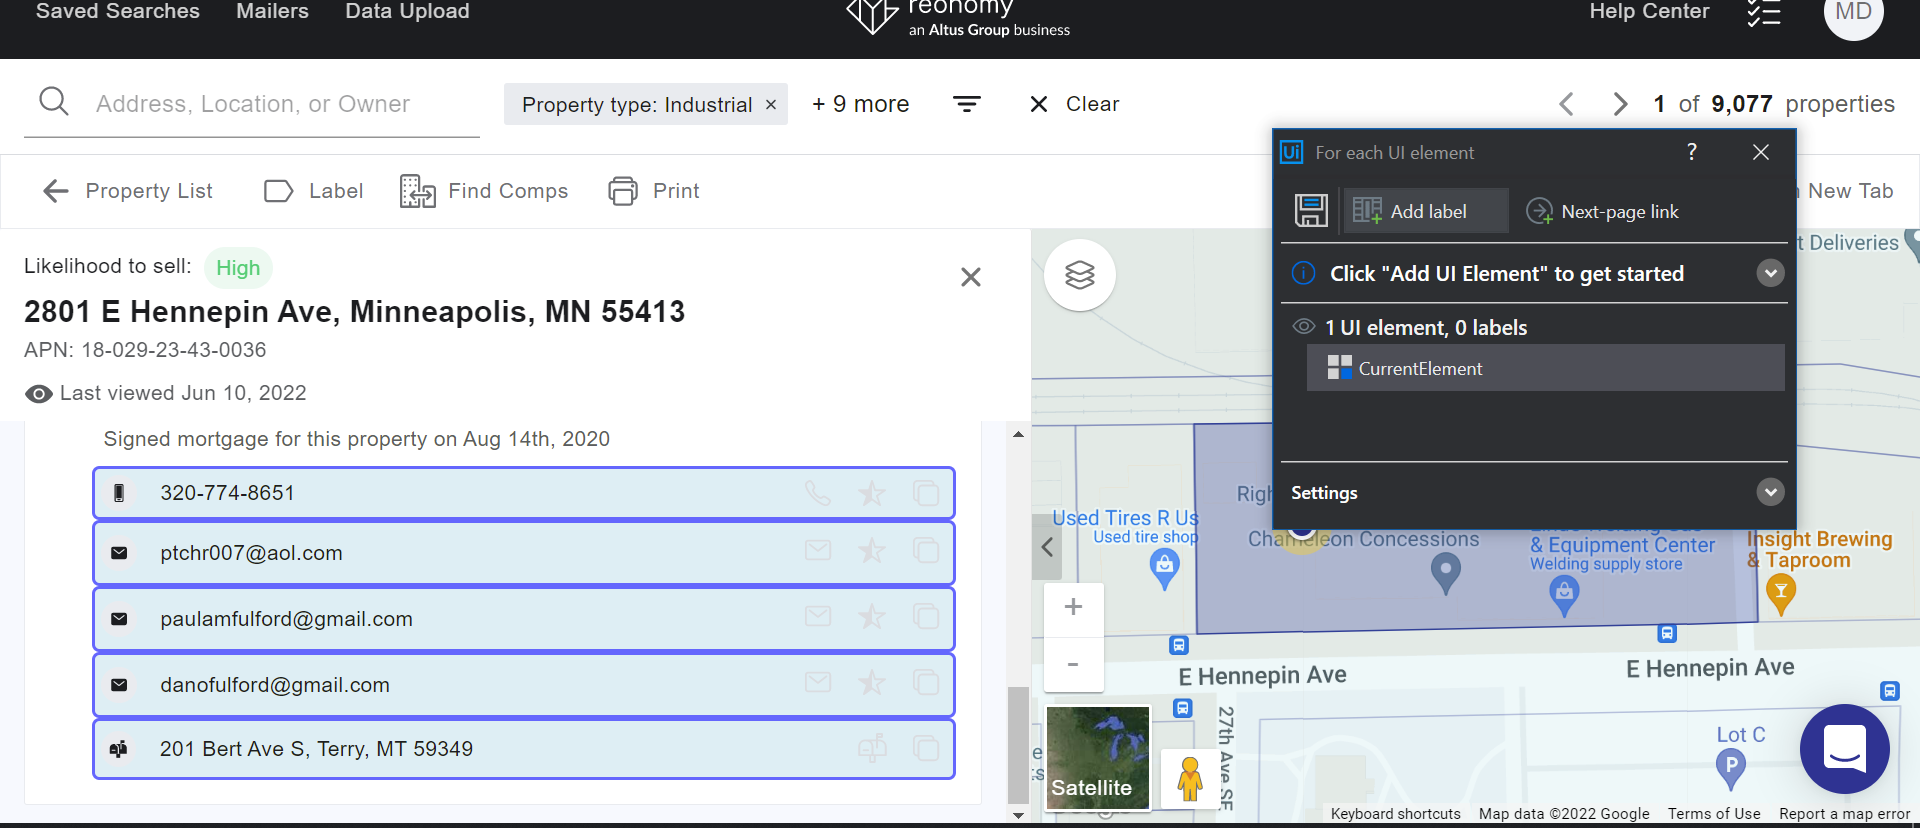 Saved Searches Mailers Data Upload
reonomy
an Altus Group business
Help Center MD
Address, Location, or Owner
Property type: Industrial × + 9 more Clear
1 of 9,077 properties
Property List Label Find Comps Print
New Tab
Likelihood to sell: High
2801 E Hennepin Ave, Minneapolis, MN 55413
APN: 18-029-23-43-0036
Last viewed Jun 10, 2022
Signed mortgage for this property on Aug 14th, 2020
320-774-8651
ptchr007@aol.com
paulamfulford@gmail.com
danofulford@gmail.com
201 Bert Ave S, Terry, MT 59349
Ui For each UI element ?
Add label Next-page link
Click "Add UI Element" to get started
1 UI element, 0 labels
CurrentElement
Settings
Deliveries
Used Tires R Us
Used tire shop
Chameleon Concessions
& Equipment Center
Welding supply store
Insight Brewing
& Taproom
+
-
E Hennepin Ave
E Hennepin Ave
27th Ave SE
Lot C
P
Satellite
Keyboard shortcuts Map data ©2022 Google Terms of Use Report a map error